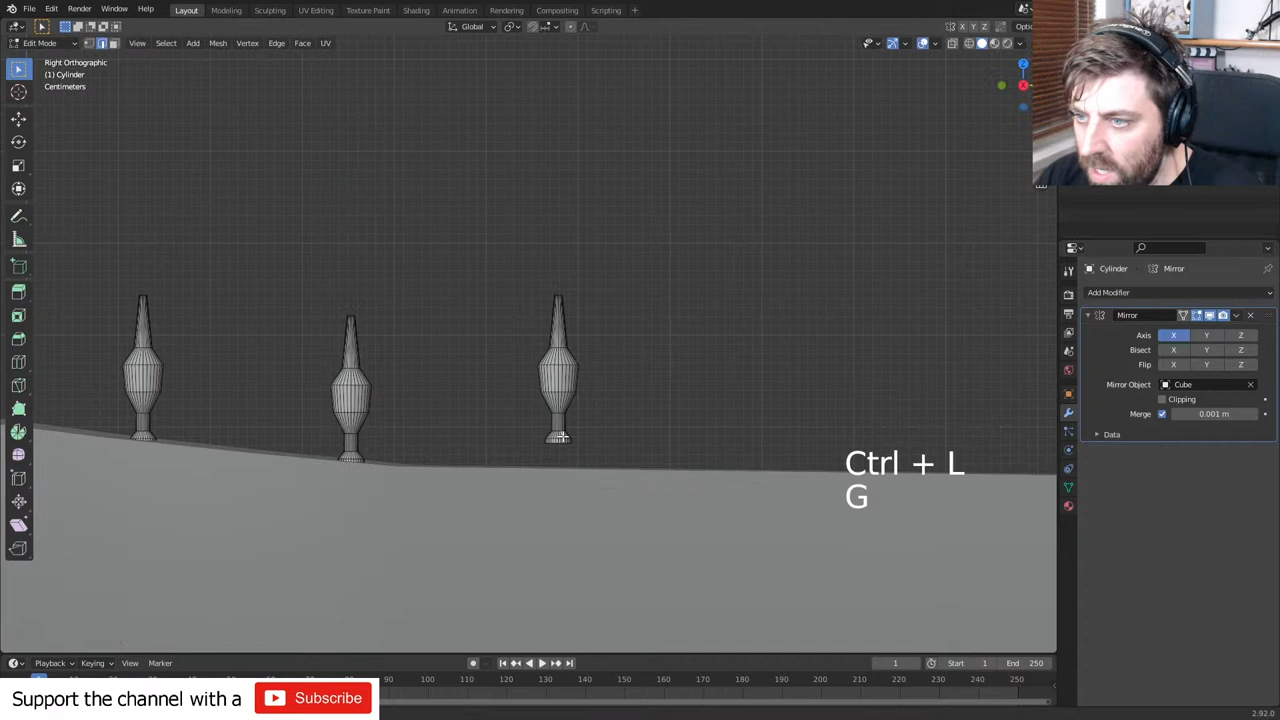 File Edit Render Window Help Layout Modeling Sculpting UV Editing Texture Paint Shading Animation Rendering Compositing Scripting +
Global
Edit Mode View Select Add Mesh Vertex Edge Face UV
X Y Z
Right Orthographic
(1) Cylinder
Centimeters
Z
X
Cylinder Mirror
Add Modifier
Mirror
Axis X Y Z
Bisect X Y Z
Flip X Y Z
Mirror Object Cube
Clipping
Merge 0.001 m
Data
Ctrl + L
G
Playback Keying View Marker
1 Start 1 End 250
100 110 120 130 140 150 160 170 180 190 200 210 220 230 240 250
Support the channel with a Subscribe
2.92.0